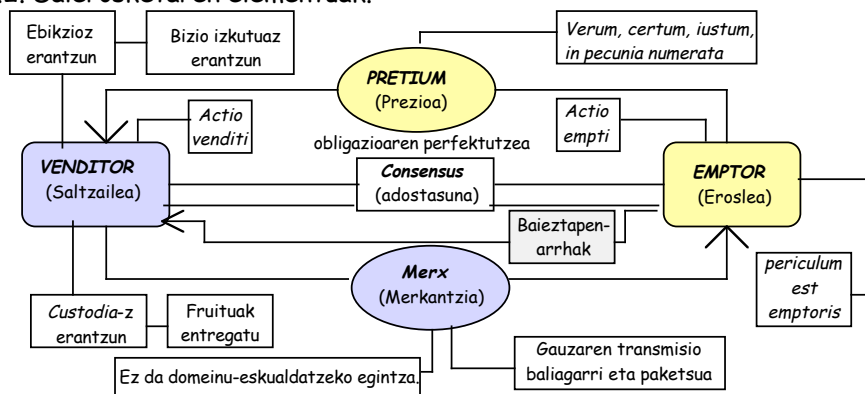 Ebikzioz
erantzun
Bizio izkutuaz
erantzun
PRETIUM
(Prezioa)
Verum, certum, iustum,
in pecunia numerata
Actio
venditi
obligazioaren perfektutzea
Actio
empti
VENDITOR
(Saltzailea)
Consensus
(adostasuna)
EMPTOR
(Eroslea)
Baieztapen-
arrhak
Merx
(Merkantzia)
periculum
est
emptoris
Custodia-z
erantzun
Fruituak
entregatu
Ez da domeinu-eskualdatzeko egintza.
Gauzaren transmisio
baliagarri eta paketsua